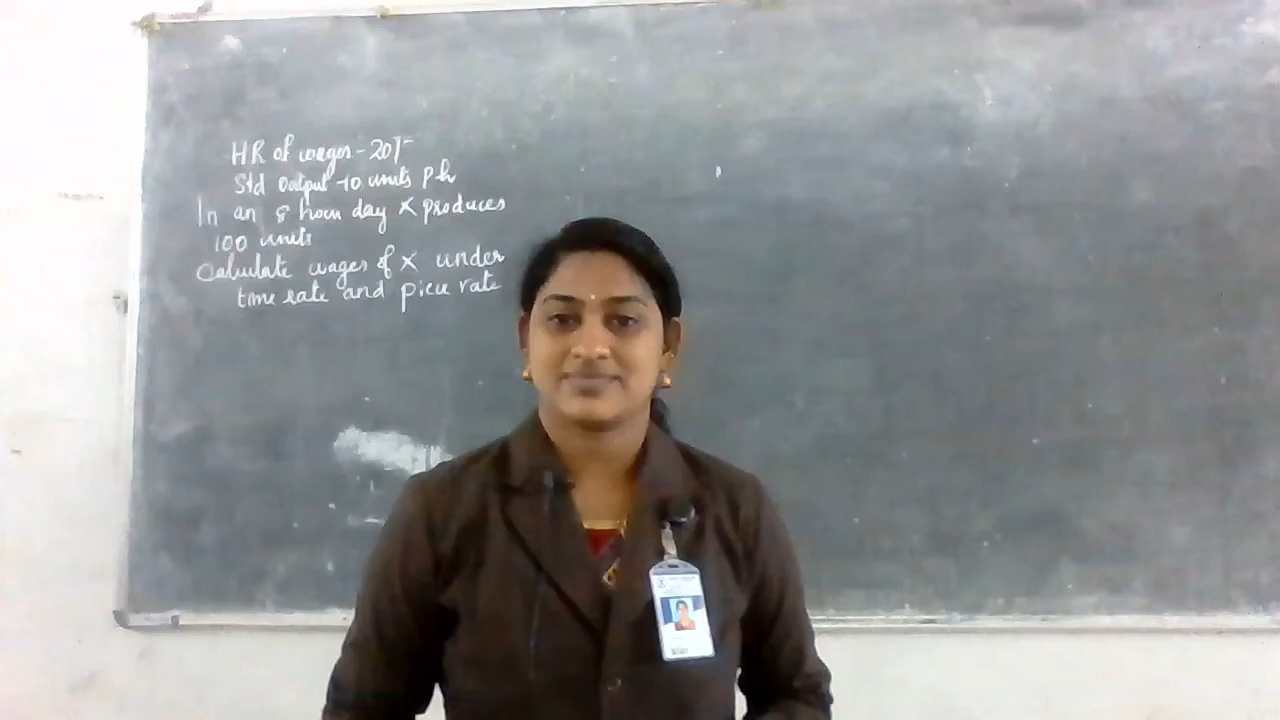 HR of wages - 20/-
Std Output - 10 units ph
In an 8 hour day X produces
100 units
Calculate wages of X under
time rate and piece rate